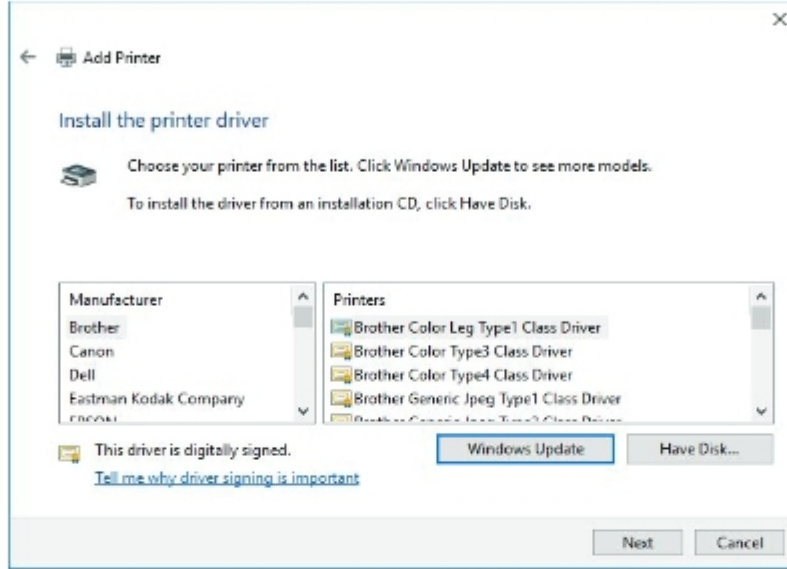 Add Printer
Install the printer driver
Choose your printer from the list. Click Windows Update to see more models.
To install the driver from an installation CD, click Have Disk.
Manufacturer
Brother
Canon
Dell
Eastman Kodak Company
EPSON
Printers
Brother Color Leg Type1 Class Driver
Brother Color Type3 Class Driver
Brother Color Type4 Class Driver
Brother Generic Jpeg Type1 Class Driver
This driver is digitally signed.
Tell me why driver signing is important
Windows Update
Have Disk...
Next
Cancel